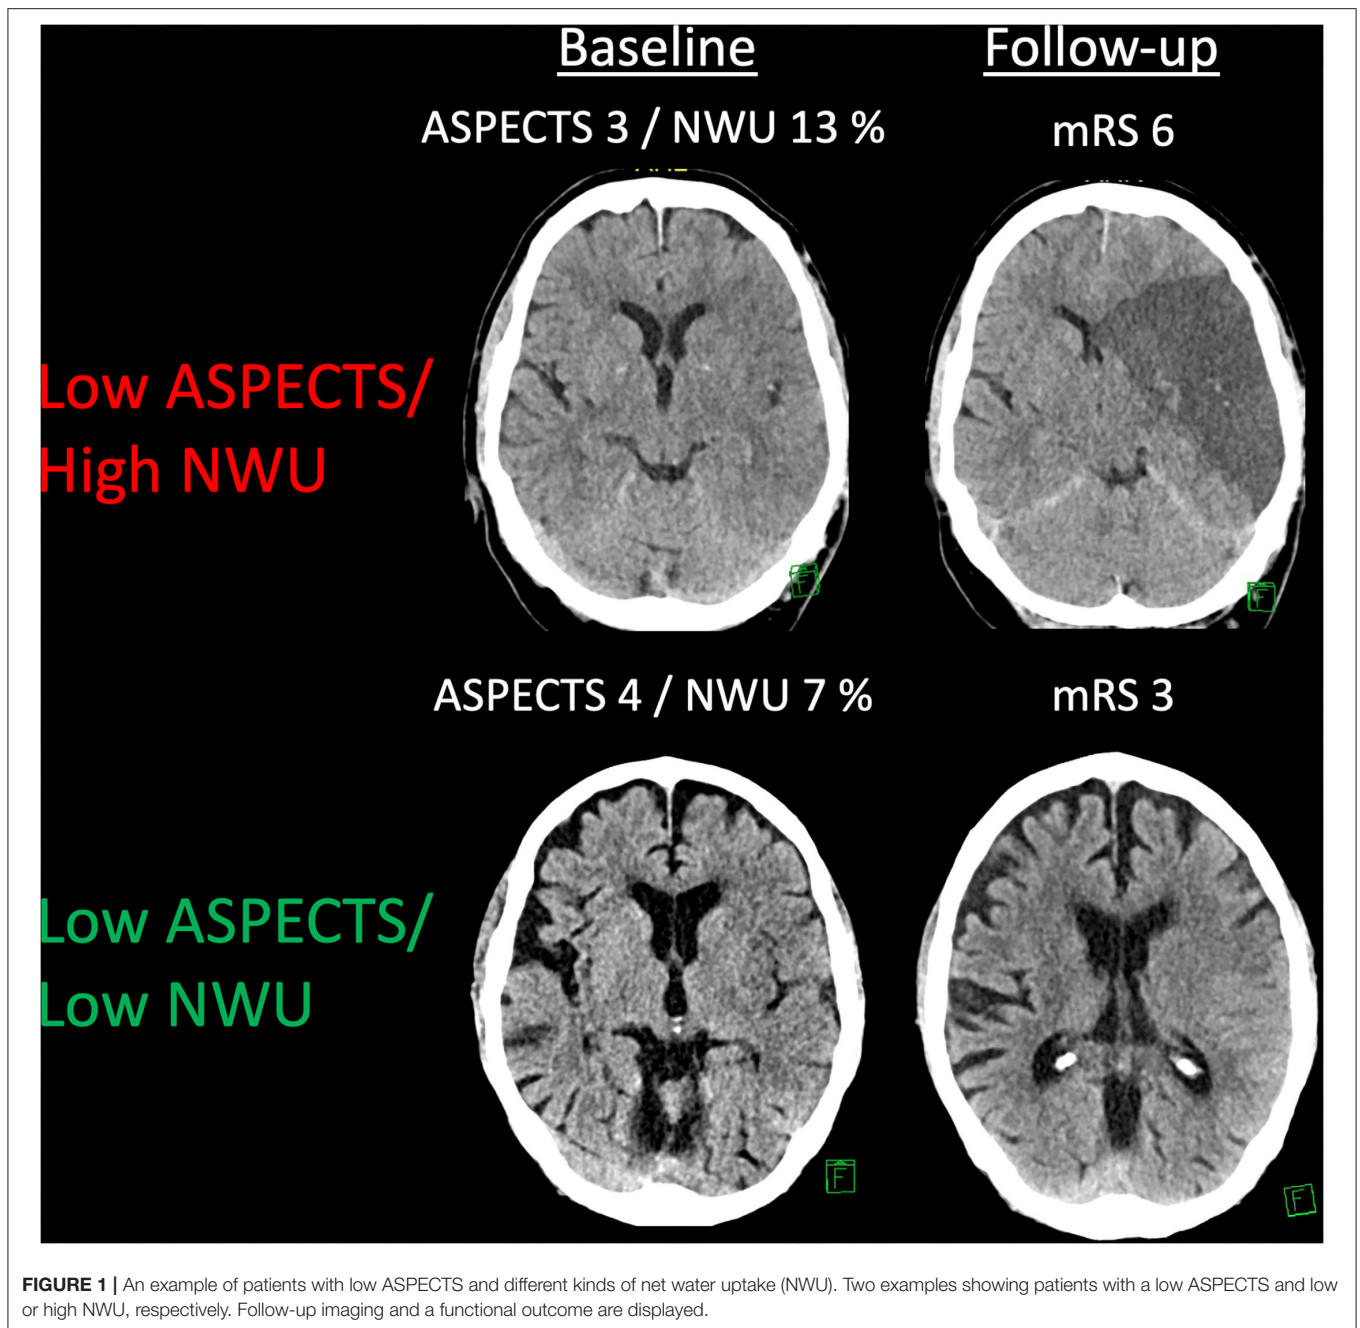 Baseline
Follow-up
ASPECTS 3 / NWU 13 %
mRS 6
Low ASPECTS/
High NWU
F
F
ASPECTS 4 / NWU 7 %
mRS 3
Low ASPECTS/
Low NWU
F
F
FIGURE 1 | An example of patients with low ASPECTS and different kinds of net water uptake (NWU). Two examples showing patients with a low ASPECTS and low
or high NWU, respectively. Follow-up imaging and a functional outcome are displayed.